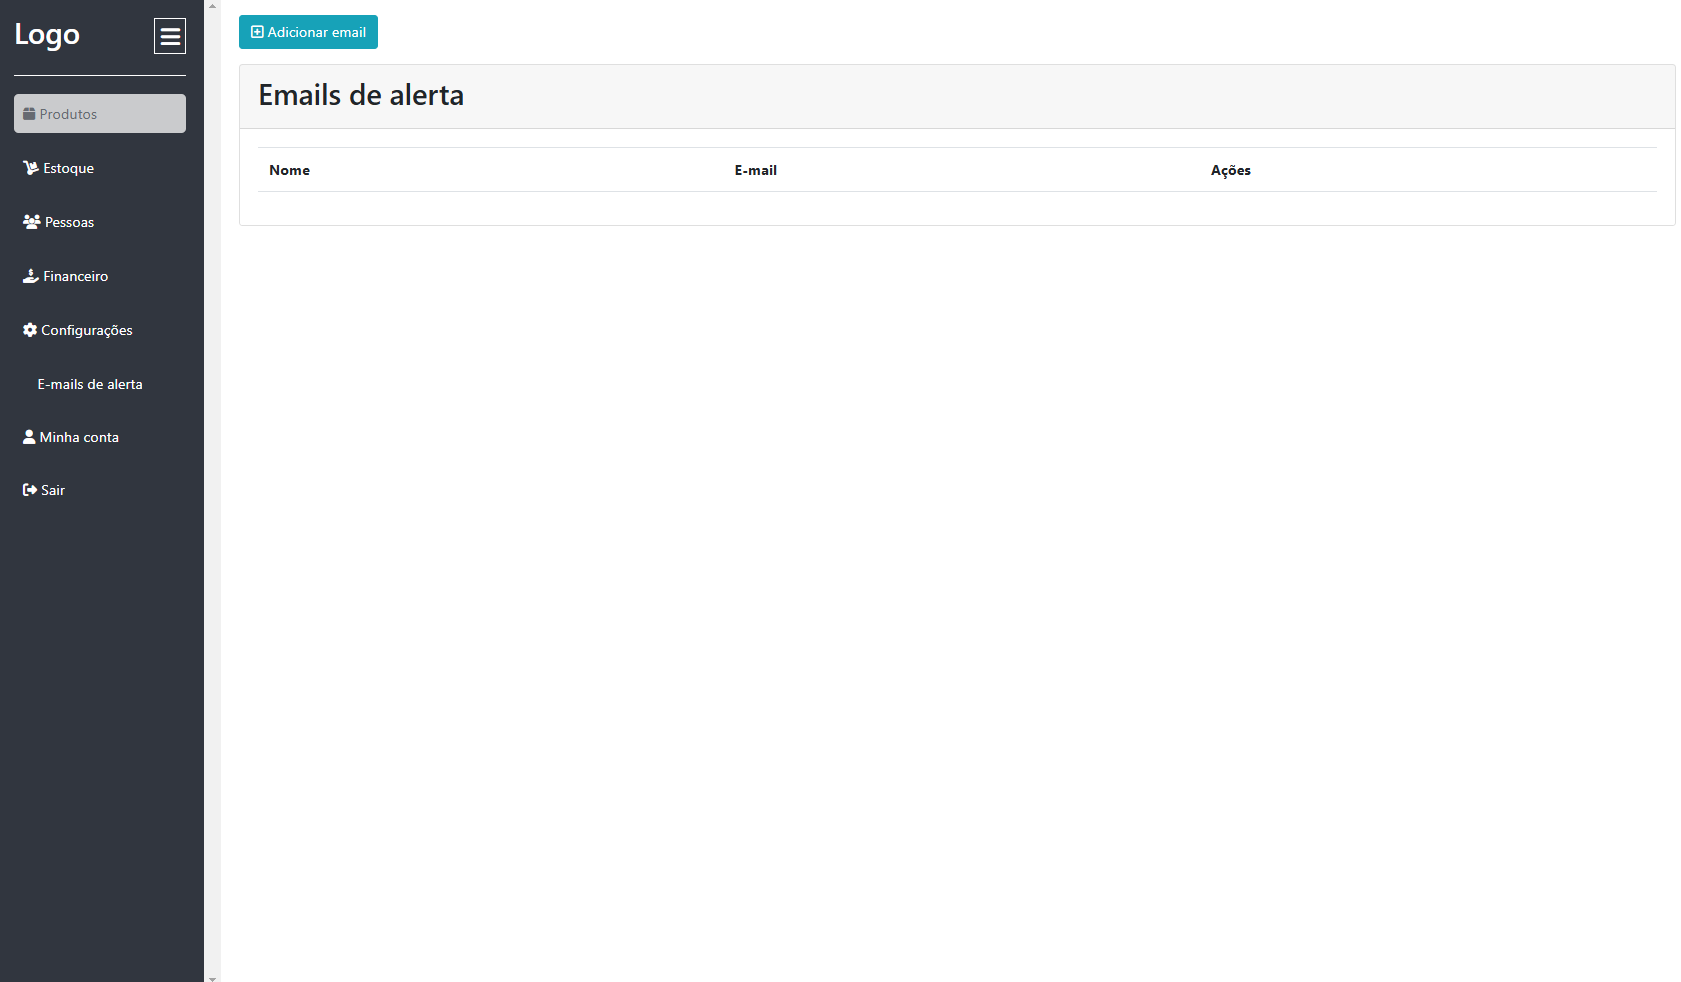 Logo
Produtos
Estoque
Pessoas
Financeiro
Configurações
E-mails de alerta
Minha conta
Sair
Adicionar email
Emails de alerta
Nome E-mail Ações